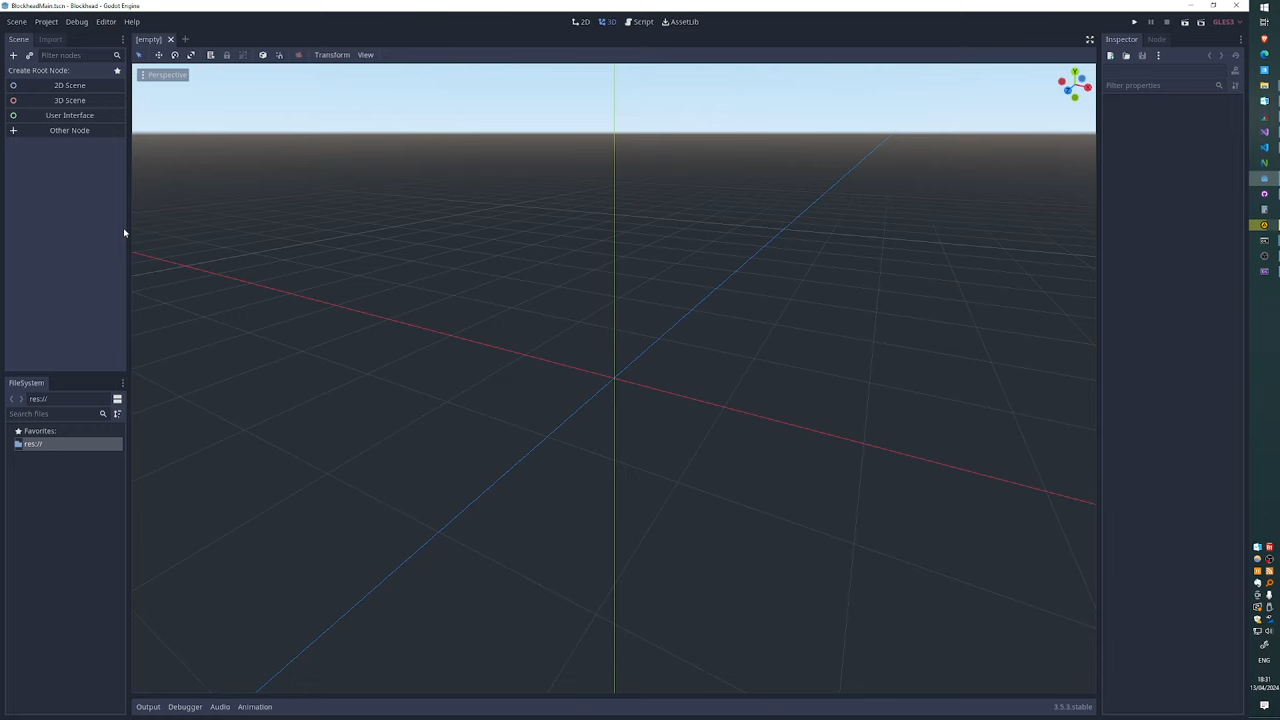 BlockheadMain.tscn - Blockhead - Godot Engine
Scene Project Debug Editor Help
2D 3D Script AssetLib
GLES3
Scene Import
[empty]
Inspector Node
Filter nodes
Transform View
Create Root Node:
Perspective
Y
X
Z
2D Scene
Filter properties
3D Scene
User Interface
Other Node
FileSystem
res://
Search files
Favorites:
res://
Output Debugger Audio Animation
3.5.3.stable
ENG
18:31
13/04/2024